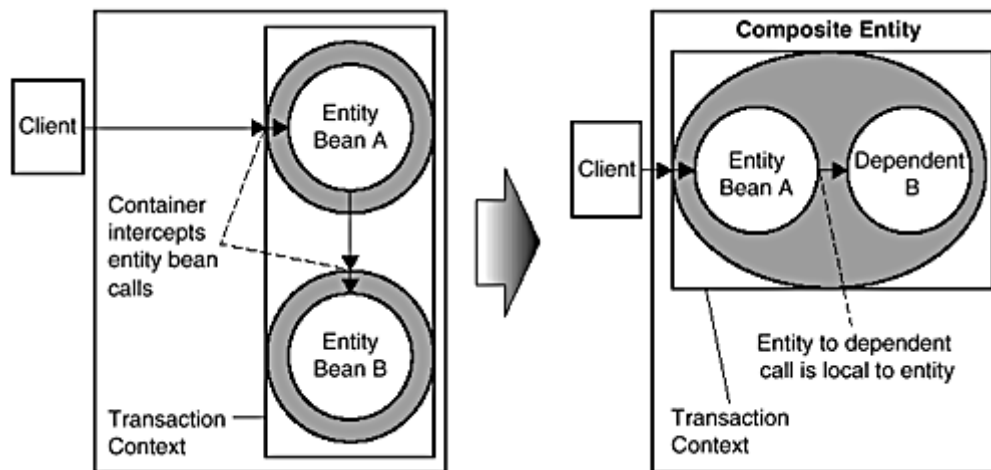 Client
Entity
Bean A
Container
intercepts
entity bean
calls
Entity
Bean B
Transaction
Context
Composite Entity
Client
Entity
Bean A
Dependent
B
Entity to dependent
call is local to entity
Transaction
Context